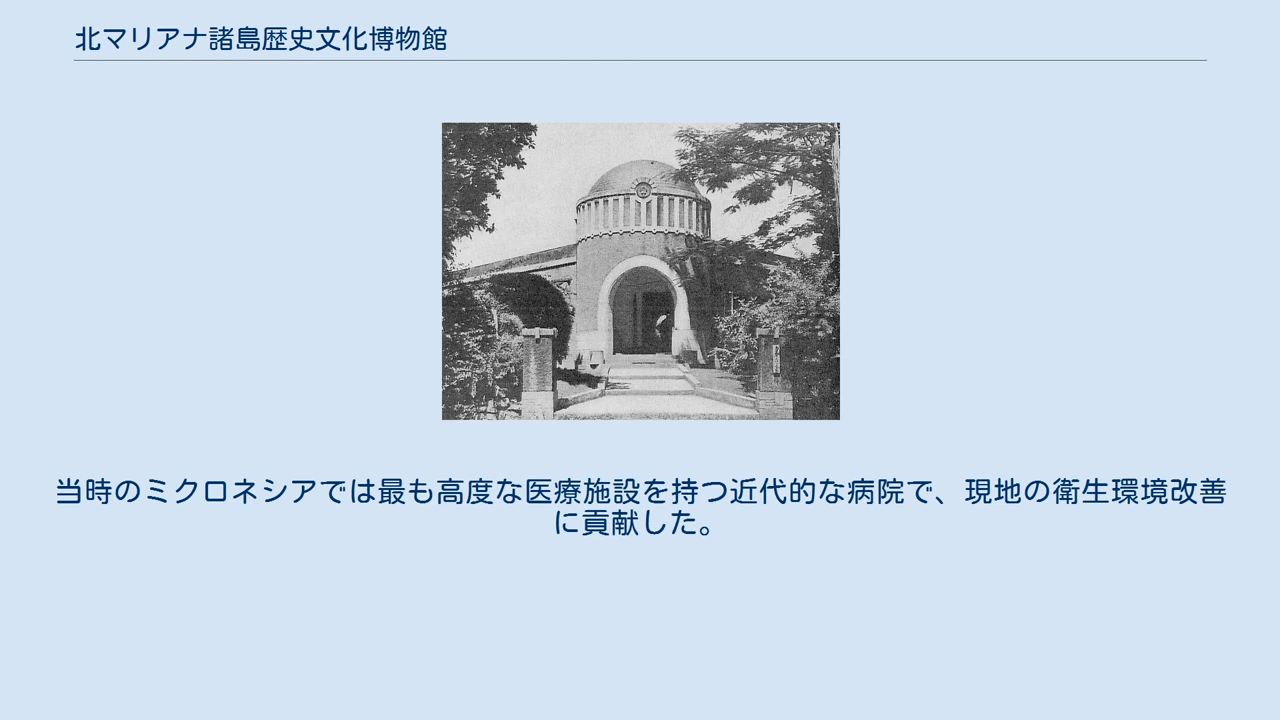 北マリアナ諸島歴史文化博物館
当時のミクロネシアでは最も高度な医療施設を持つ近代的な病院で、現地の衛生環境改善
に貢献した。